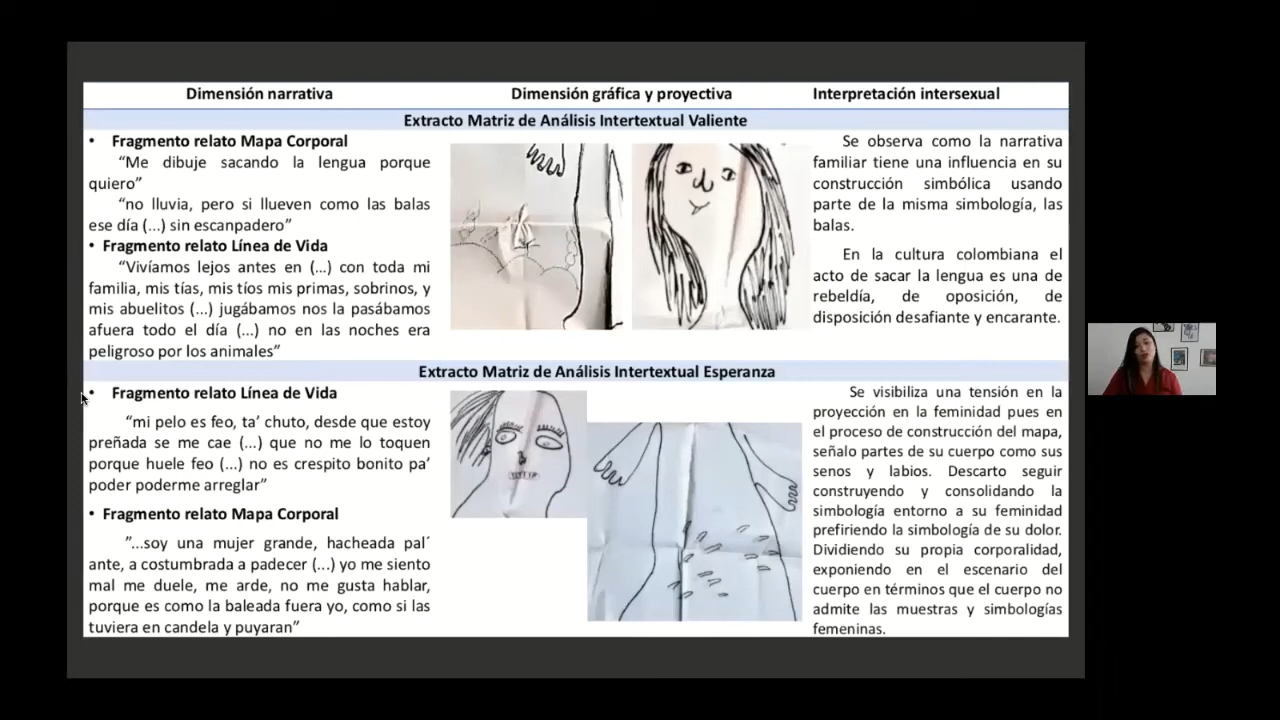 Dimensión narrativa
Dimensión gráfica y proyectiva
Interpretación intersexual
Extracto Matriz de Análisis Intertextual Valiente
• Fragmento relato Mapa Corporal
“Me dibuje sacando la lengua porque
quiero”
“no lluvia, pero si llueven como las balas
ese día (...) sin escanpadero”
• Fragmento relato Línea de Vida
“Vivíamos lejos antes en (...) con toda mi
familia, mis tías, mis tíos mis primas, sobrinos, y
mis abuelitos (...) jugábamos nos la pasábamos
afuera todo el día (...) no en las noches era
peligroso por los animales”
Se observa como la narrativa
familiar tiene una influencia en su
construcción simbólica usando
parte de la misma simbología, las
balas.
En la cultura colombiana el
acto de sacar la lengua es una de
rebeldía, de oposición, de
disposición desafiante y encarante.
Extracto Matriz de Análisis Intertextual Esperanza
• Fragmento relato Línea de Vida
“mi pelo es feo, ta’ chuto, desde que estoy
preñada se me cae (...) que no me lo toquen
porque huele feo (...) no es crespito bonito pa’
poder poderme arreglar”
• Fragmento relato Mapa Corporal
”...soy una mujer grande, hacheada pal´
ante, a costumbrada a padecer (...) yo me siento
mal me duele, me arde, no me gusta hablar,
porque es como la baleada fuera yo, como si las
tuviera en candela y puyaran”
Se visibiliza una tensión en la
proyección en la feminidad pues en
el proceso de construcción del mapa,
señalo partes de su cuerpo como sus
senos y labios. Descarto seguir
construyendo y consolidando la
simbología entorno a su feminidad
prefiriendo la simbología de su dolor.
Dividiendo su propia corporalidad,
exponiendo en el escenario del
cuerpo en términos que el cuerpo no
admite las muestras y simbologías
femeninas.